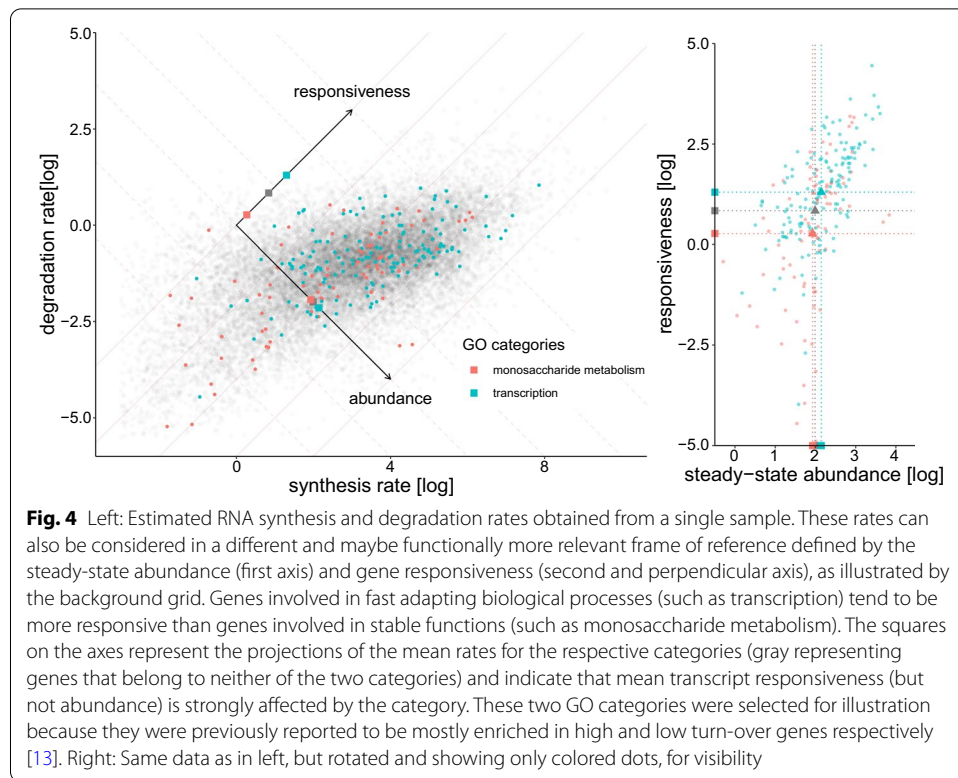 5.0
2.5
0.0
−2.5
−5.0
degradation rate[log]
responsiveness
abundance
GO categories
monosaccharide metabolism
transcription
0
4
8
synthesis rate [log]
5.0
2.5
0.0
−2.5
−5.0
responsiveness [log]
0
1
2
3
4
steady−state abundance [log]
Fig. 4 Left: Estimated RNA synthesis and degradation rates obtained from a single sample. These rates can
also be considered in a different and maybe functionally more relevant frame of reference defined by the
steady-state abundance (first axis) and gene responsiveness (second and perpendicular axis), as illustrated by
the background grid. Genes involved in fast adapting biological processes (such as transcription) tend to be
more responsive than genes involved in stable functions (such as monosaccharide metabolism). The squares
on the axes represent the projections of the mean rates for the respective categories (gray representing
genes that belong to neither of the two categories) and indicate that mean transcript responsiveness (but
not abundance) is strongly affected by the category. These two GO categories were selected for illustration
because they were previously reported to be mostly enriched in high and low turn-over genes respectively
[13]. Right: Same data as in left, but rotated and showing only colored dots, for visibility